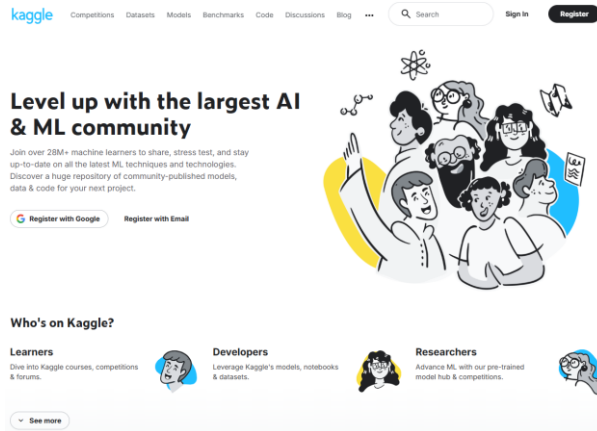 kaggle
Competitions Datasets Models Benchmarks Code Discussions Blog ••• Search Sign In Register
Level up with the largest AI
& ML community
Join over 28M+ machine learners to share, stress test, and stay
up-to-date on all the latest ML techniques and technologies.
Discover a huge repository of community-published models,
data & code for your next project.
Register with Google Register with Email
Who's on Kaggle?
Learners
Dive into Kaggle courses, competitions
& forums.
Developers
Leverage Kaggle's models, notebooks
& datasets.
Researchers
Advance ML with our pre-trained
model hub & competitions.
See more